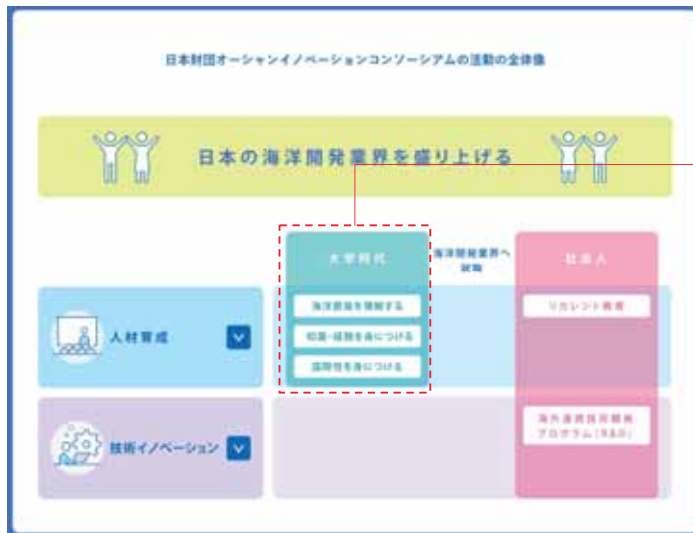 日本財団オーシャンイノベーションコンソーシアムの活動の全体像
日本の海洋開発業界を盛り上げる
大学時代
海洋開発業界へ
就職
社会人
人材育成
海洋開発を理解する
知識・経験を身につける
国際性を身につける
リカレント教育
技術イノベーション
海外連携技術開発
プログラム(R&D)